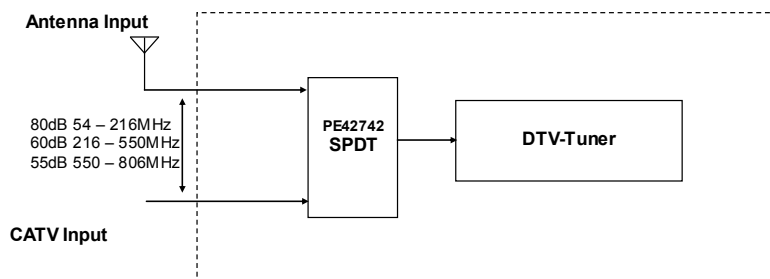 Antenna Input
80dB 54 – 216MHz
60dB 216 – 550MHz
55dB 550 – 806MHz
PE42742
SPDT
DTV-Tuner
CATV Input